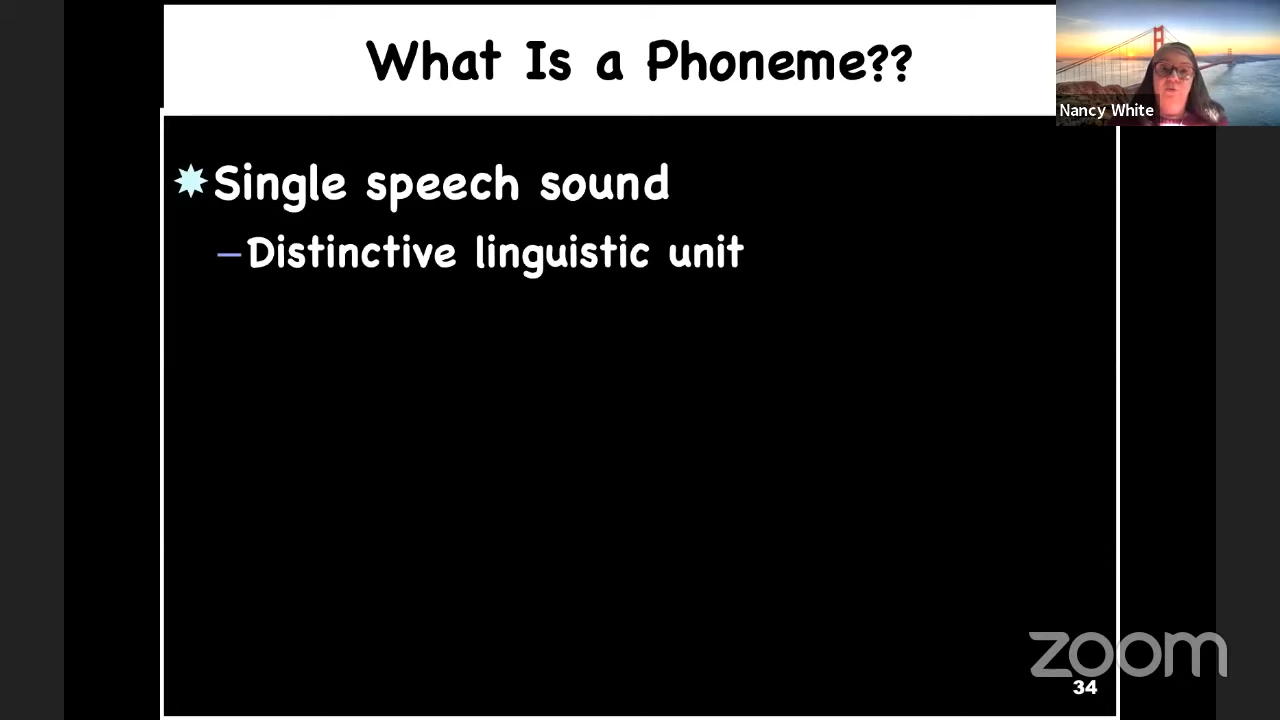 What Is a Phoneme??
Nancy White
Single speech sound
–Distinctive linguistic unit
zoom
34